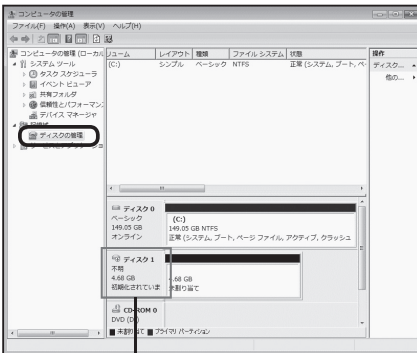 コンピュータの管理
ファイル(F) 操作(A) 表示(V) ヘルプ(H)
コンピュータの管理 (ローカル
システム ツール
タスク スケジューラ
イベント ビューア
共有フォルダ
信頼性とパフォーマン
デバイス マネージャ
ディスクの管理
リューム レイアウト 種類 ファイル システム 状態
(C:) シンプル ベーシック NTFS 正常 (システム, ブート, ペー
操作
ディスク...
他の...
ディスク 0
ベーシック
149.05 GB
オンライン
(C:)
149.05 GB NTFS
正常 (システム, ブート, ページ ファイル, アクティブ, クラッシュ
ディスク 1
不明
4.68 GB
初期化されていま
4.68 GB
未割り当て
CD-ROM 0
DVD (D:)
未割り当て プライマリ パーティション